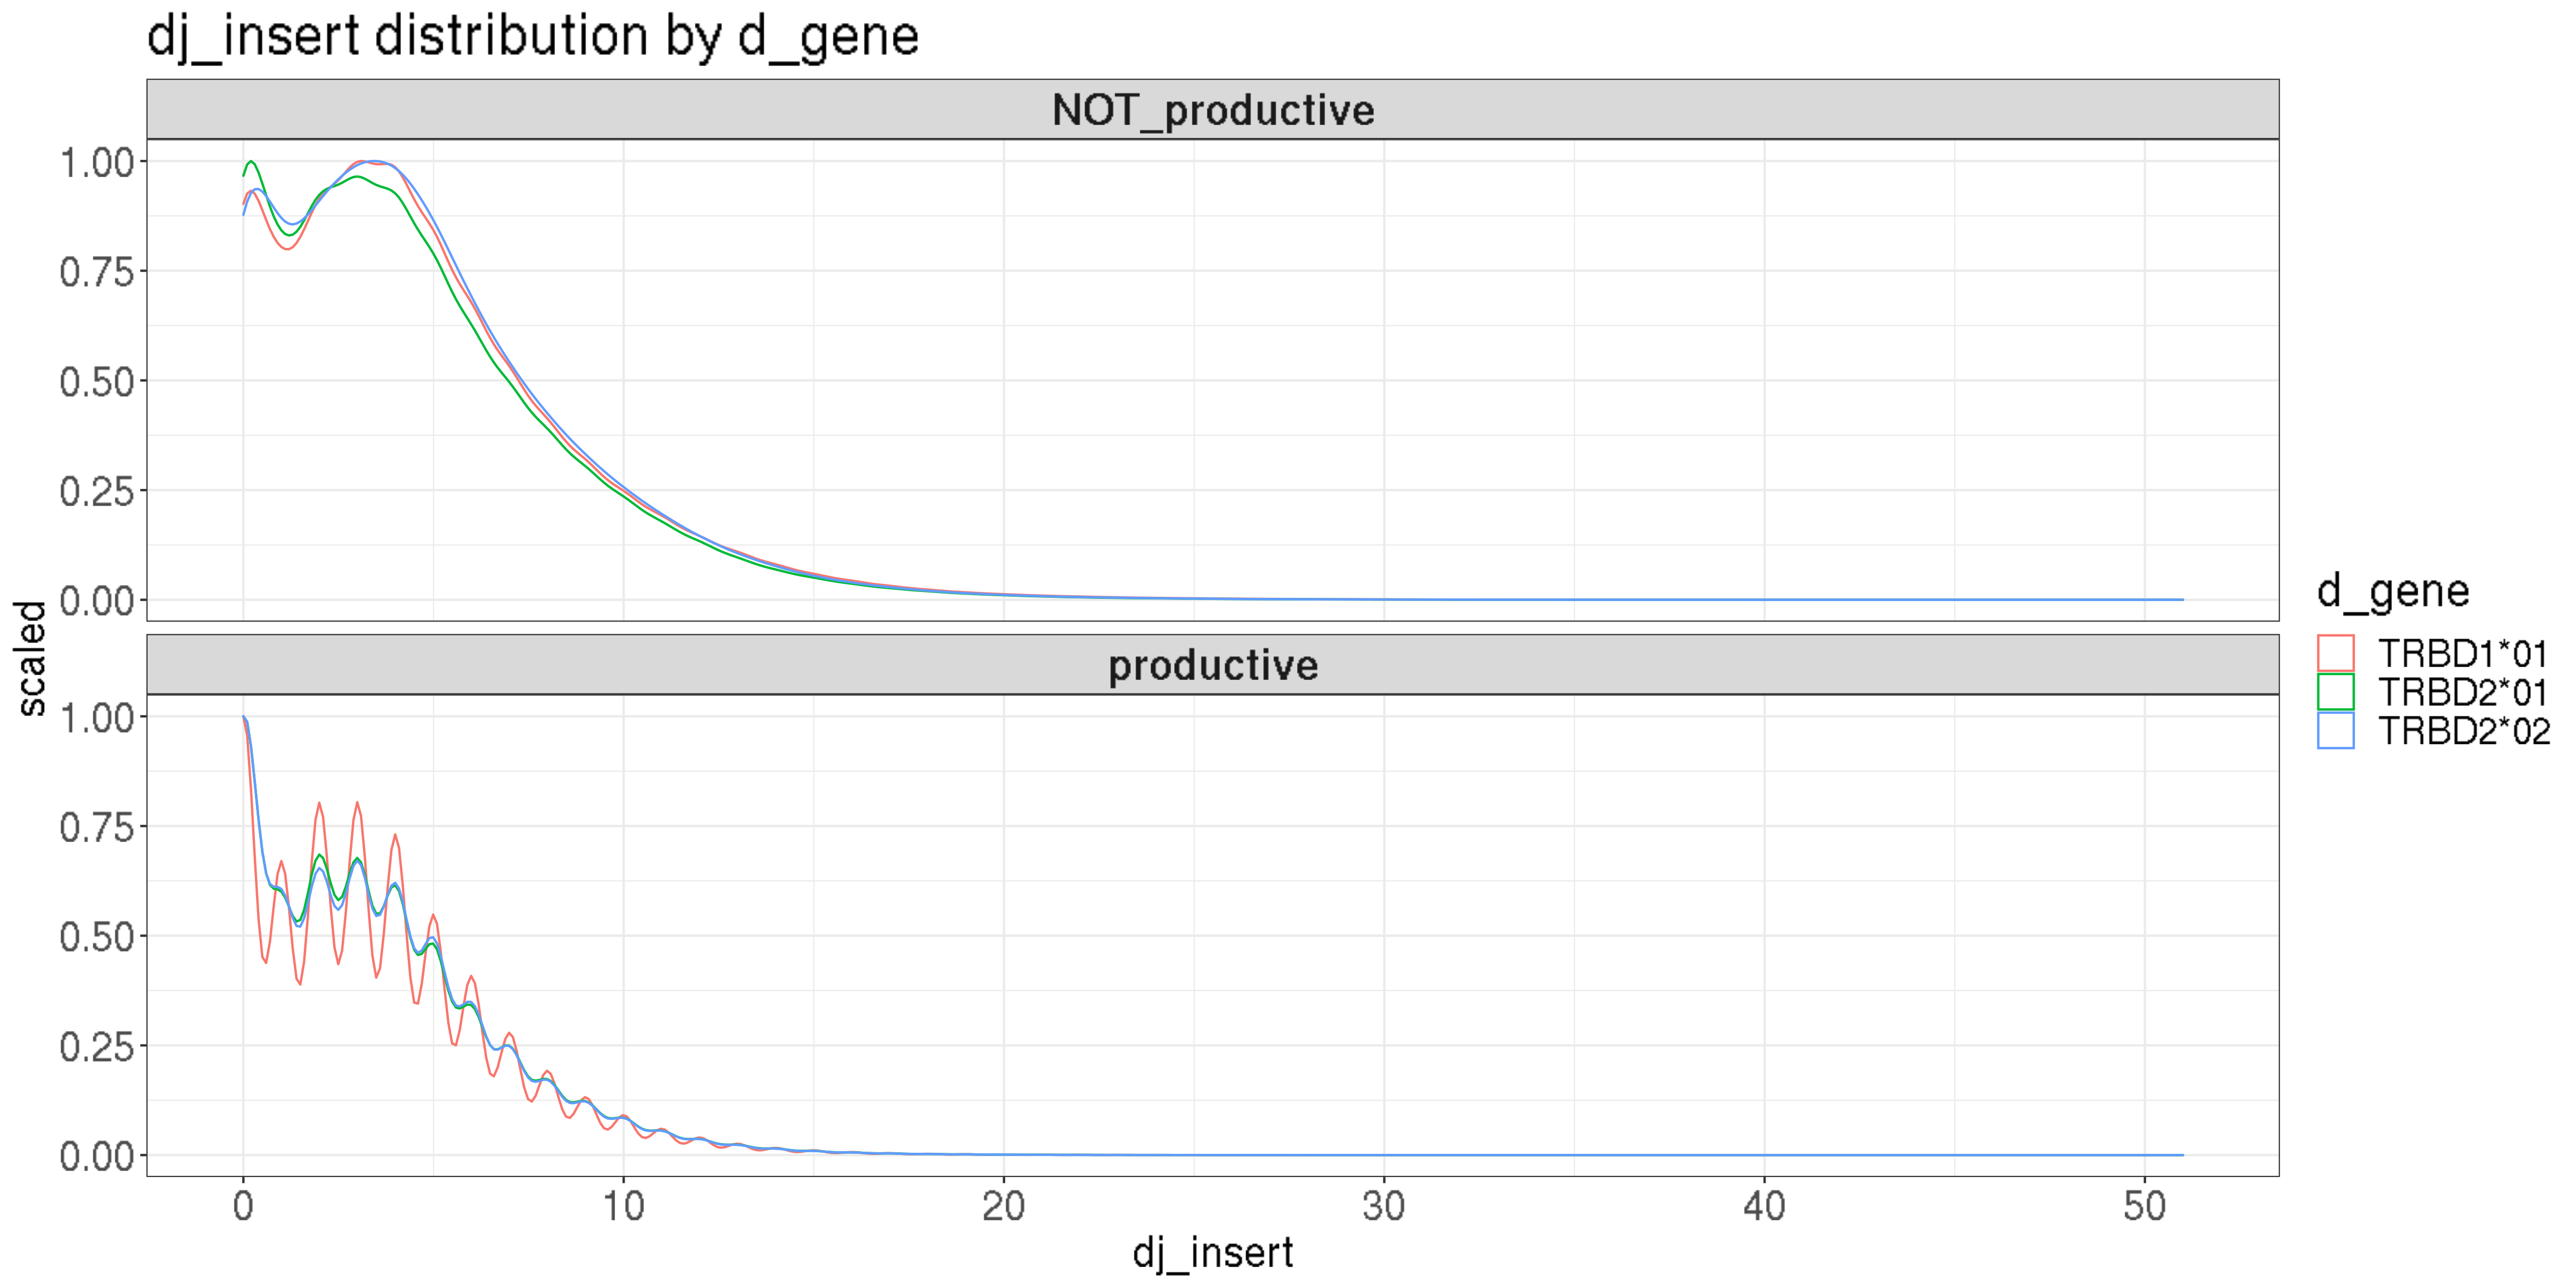 dj_insert distribution by d_gene
NOT_productive
1.00
0.75
0.50
0.25
0.00
productive
1.00
0.75
0.50
0.25
0.00
scaled
0 10 20 30 40 50
dj_insert
d_gene
TRBD1*01
TRBD2*01
TRBD2*02